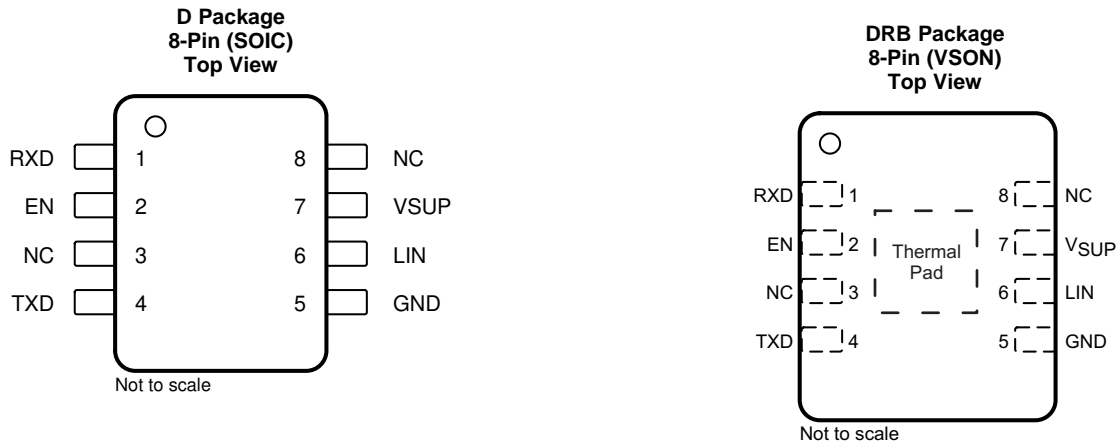 D Package
8-Pin (SOIC)
Top View
RXD 1 8 NC
EN 2 7 VSUP
NC 3 6 LIN
TXD 4 5 GND
Not to scale
DRB Package
8-Pin (VSON)
Top View
RXD 1 8 NC
EN 2 Thermal 7 VSUP
Pad
NC 3 6 LIN
TXD 4 5 GND
Not to scale